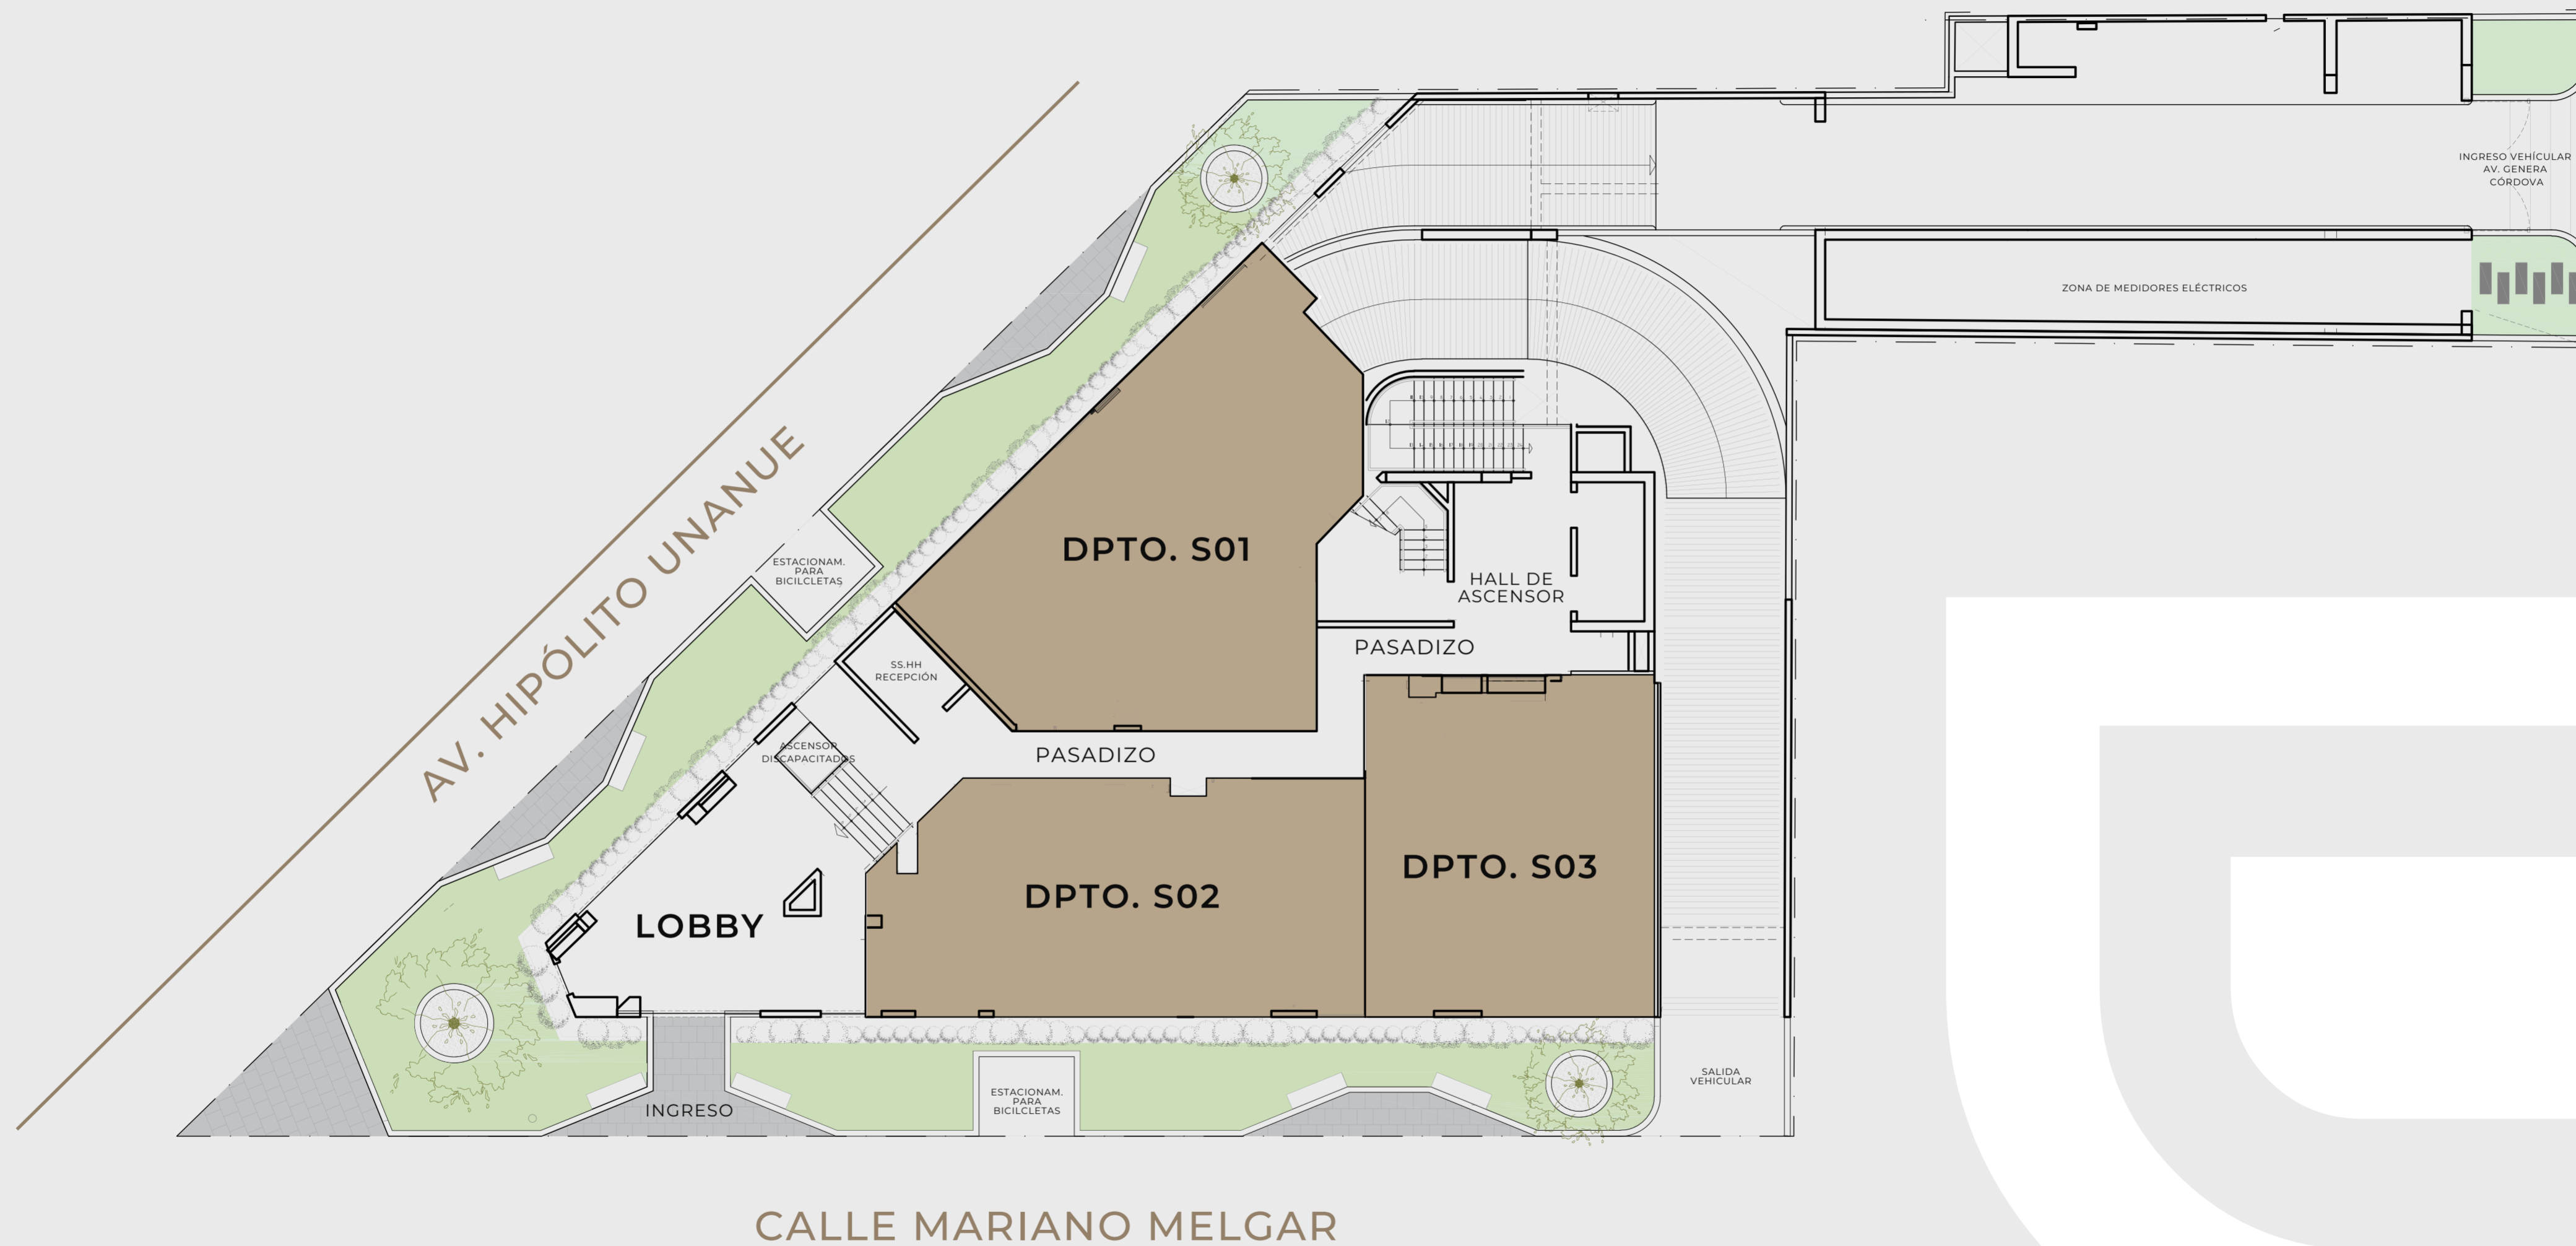 INGRESO VEHÍCULAR
AV. GENERA
CÓRDOVA
ZONA DE MEDIDORES ELÉCTRICOS
AV. HIPÓLITO UNANUE
ESTACIONAM.
PARA
BICILCLETAS
DPTO. S01
HALL DE
ASCENSOR
PASADIZO
SS.HH
RECEPCIÓN
ASCENSOR
DISCAPACITADOS
PASADIZO
DPTO. S03
DPTO. S02
LOBBY
INGRESO
ESTACIONAM.
PARA
BICILCLETAS
SALIDA
VEHICULAR
CALLE MARIANO MELGAR